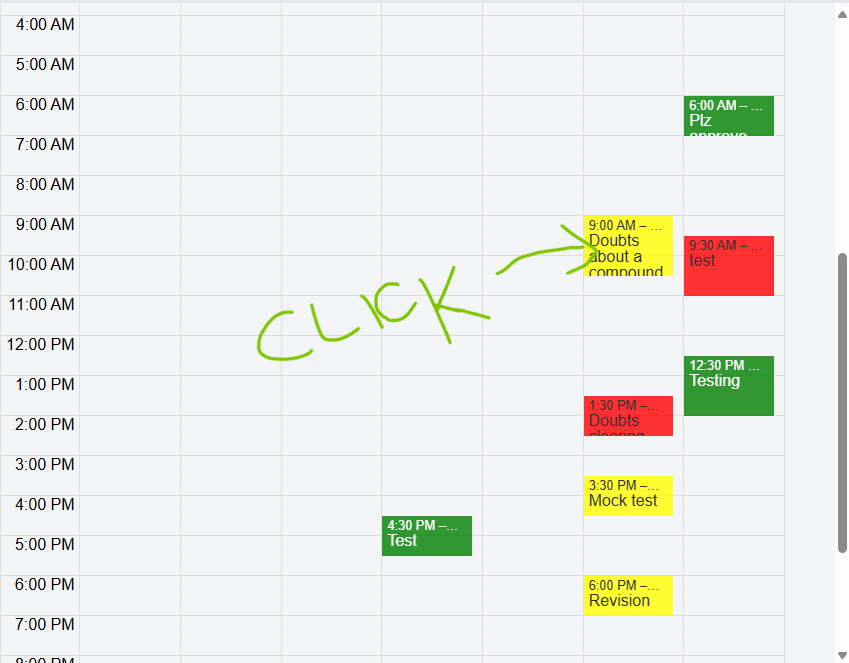 4:00 AM
5:00 AM
6:00 AM
6:00 AM – ...
Plz
approve
7:00 AM
8:00 AM
9:00 AM
9:00 AM – ...
Doubts
about a
compound
9:30 AM – ...
test
10:00 AM
CLICK
11:00 AM
12:00 PM
12:30 PM ...
Testing
1:00 PM
1:30 PM –...
Doubts
clearing
2:00 PM
3:00 PM
3:30 PM –...
Mock test
4:00 PM
4:30 PM –...
Test
5:00 PM
6:00 PM
6:00 PM –...
Revision
7:00 PM
8:00 PM